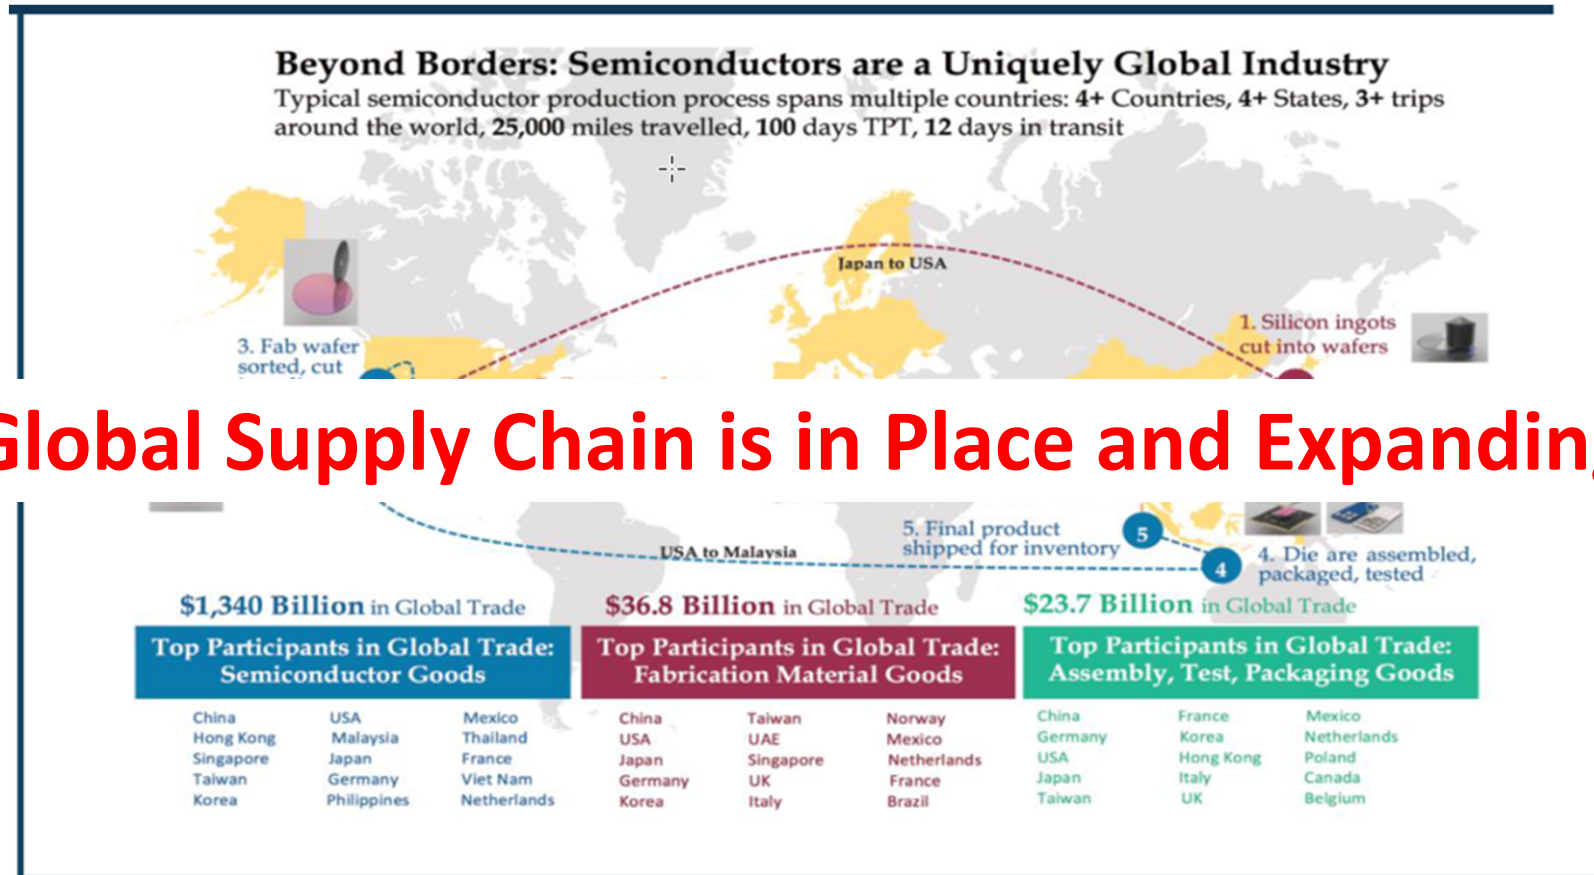 Beyond Borders: Semiconductors are a Uniquely Global Industry
Typical semiconductor production process spans multiple countries: 4+ Countries, 4+ States, 3+ trips
around the world, 25,000 miles travelled, 100 days TPT, 12 days in transit
Japan to USA
1. Silicon ingots
cut into wafers
3. Fab wafer
sorted, cut
Global Supply Chain is in Place and Expanding
5. Final product
shipped for inventory
5
4
4. Die are assembled,
packaged, tested
USA to Malaysia
$1,340 Billion in Global Trade
Top Participants in Global Trade:
Semiconductor Goods
China USA Mexico
Hong Kong Malaysia Thailand
Singapore Japan France
Taiwan Germany Viet Nam
Korea Philippines Netherlands
$36.8 Billion in Global Trade
Top Participants in Global Trade:
Fabrication Material Goods
China Taiwan Norway
USA UAE Mexico
Japan Singapore Netherlands
Germany UK France
Korea Italy Brazil
$23.7 Billion in Global Trade
Top Participants in Global Trade:
Assembly, Test, Packaging Goods
China France Mexico
Germany Korea Netherlands
USA Hong Kong Poland
Japan Italy Canada
Taiwan UK Belgium